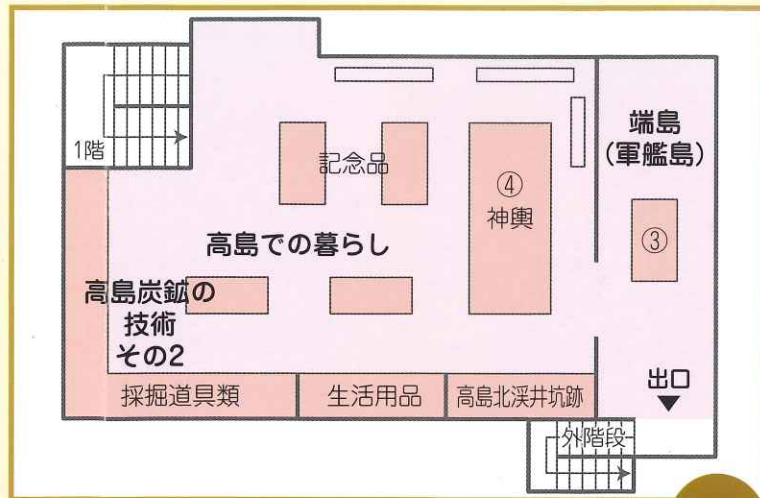 1階
記念品
④
神輿
端島
(軍艦島)
③
高島での暮らし
高島炭鉱の
技術
その2
採掘道具類
生活用品
高島北渓井坑跡
出口
▼
外階段